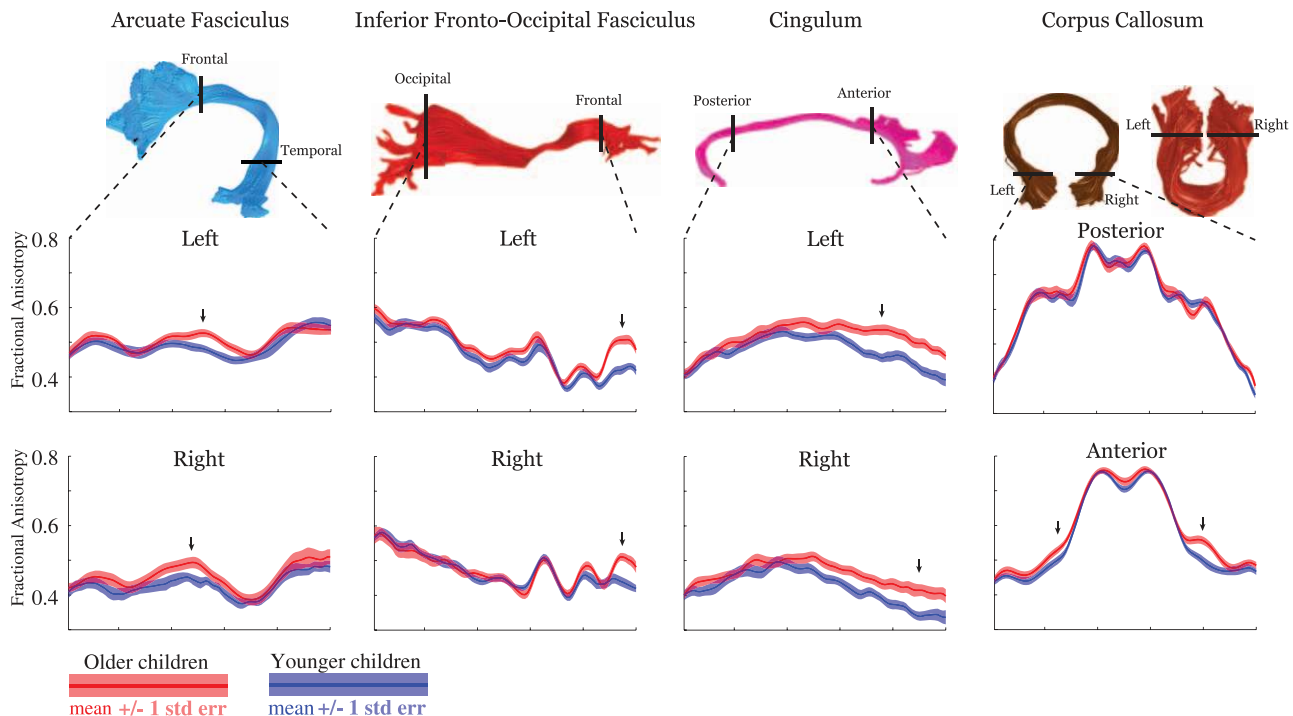 Arcuate Fasciculus
Inferior Fronto-Occipital Fasciculus
Cingulum
Corpus Callosum
Frontal
Temporal
Occipital
Frontal
Posterior
Anterior
Left
Right
Left
Right
Fractional Anisotropy
0.8
0.6
0.4
Left
Left
Left
Posterior
Fractional Anisotropy
0.8
0.6
0.4
Right
Right
Right
Anterior
Older children
mean +/- 1 std err
Younger children
mean +/- 1 std err